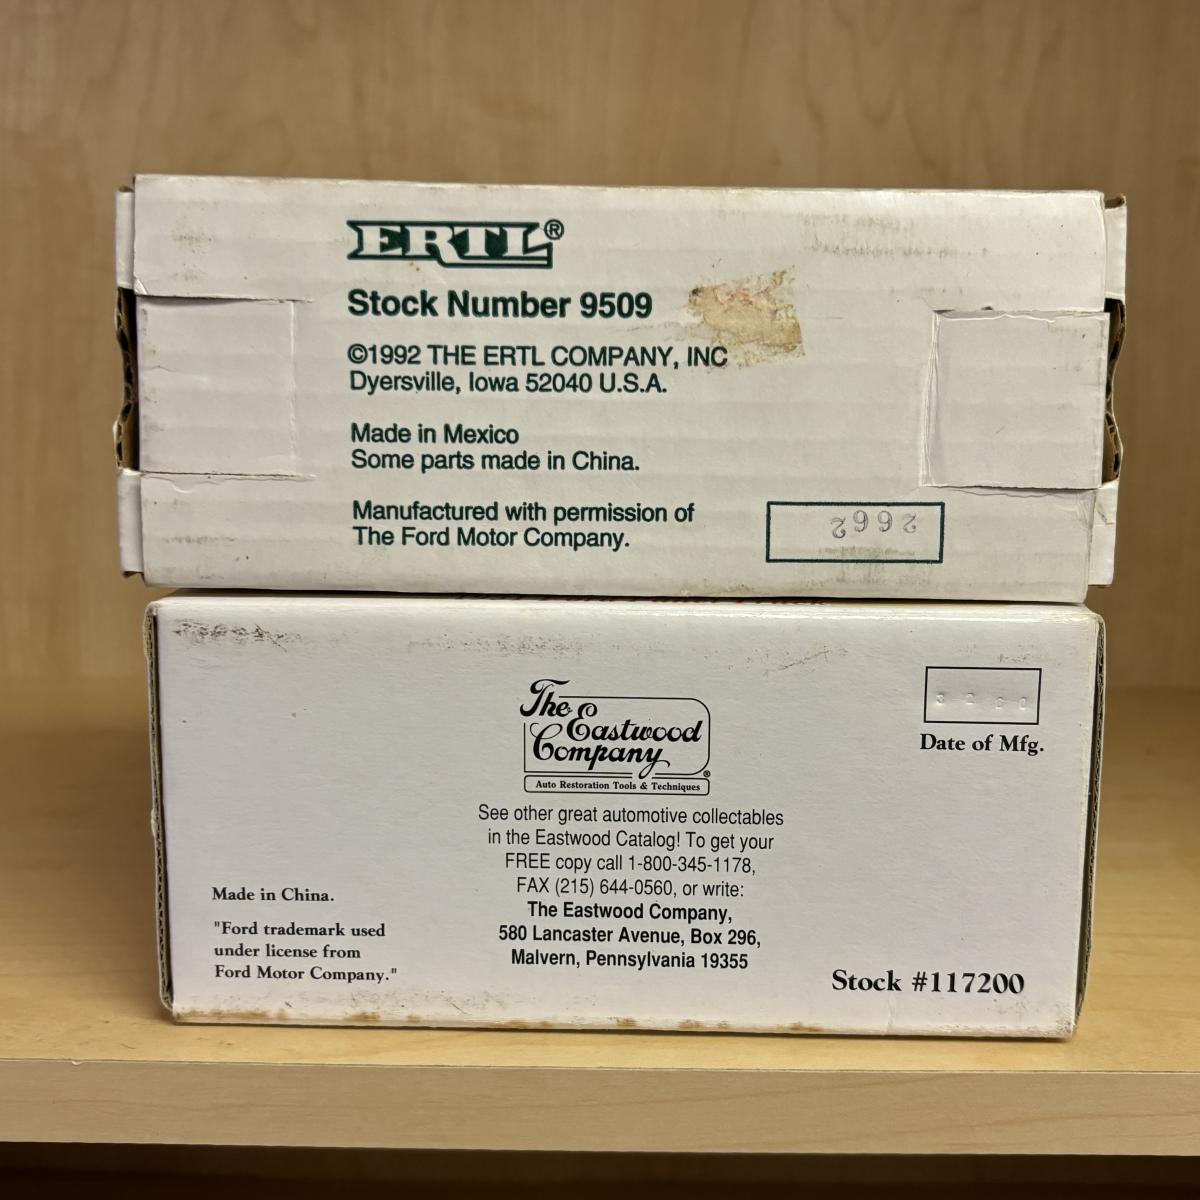 ERTL®
Stock Number 9509
©1992 THE ERTL COMPANY, INC
Dyersville, Iowa 52040 U.S.A.
Made in Mexico
Some parts made in China.
Manufactured with permission of
The Ford Motor Company.
2662
The Eastwood Company®
Auto Restoration Tools & Techniques
Date of Mfg.
See other great automotive collectables
in the Eastwood Catalog! To get your
FREE copy call 1-800-345-1178,
FAX (215) 644-0560, or write:
The Eastwood Company,
580 Lancaster Avenue, Box 296,
Malvern, Pennsylvania 19355
Made in China.
"Ford trademark used
under license from
Ford Motor Company."
Stock #117200